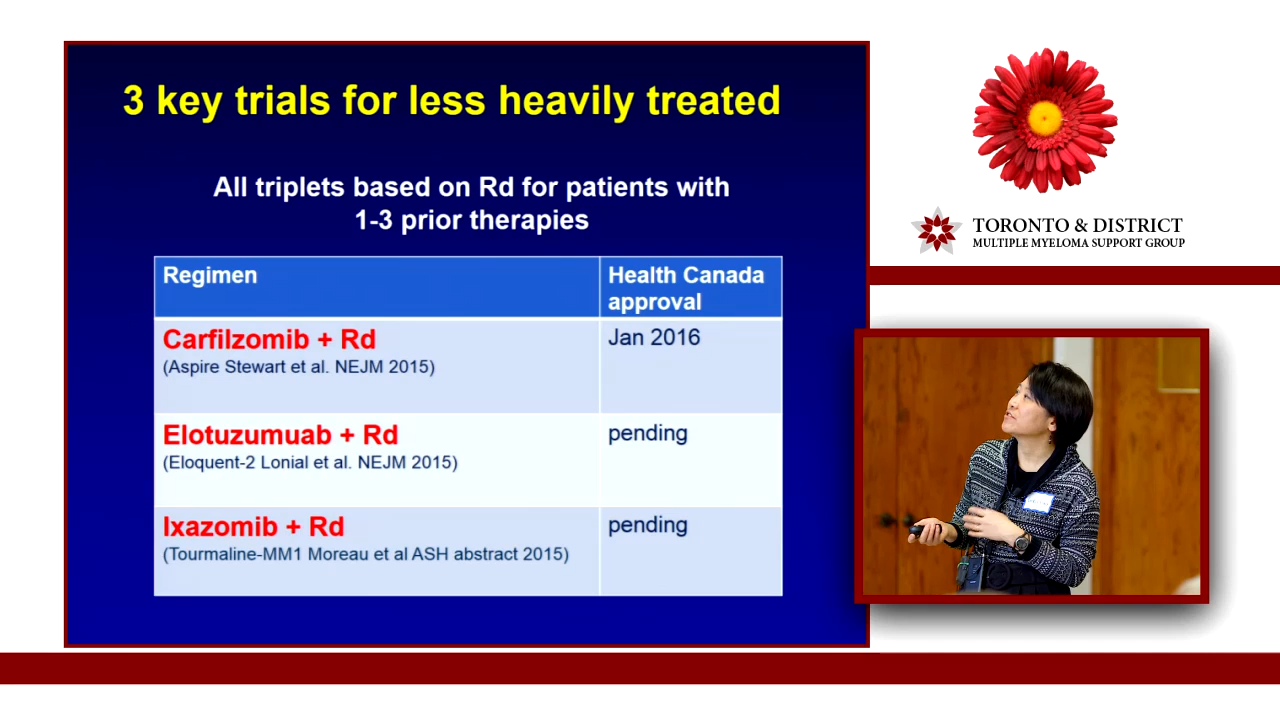 3 key trials for less heavily treated
All triplets based on Rd for patients with
1-3 prior therapies
Regimen
Health Canada
approval
Carfilzomib + Rd
(Aspire Stewart et al. NEJM 2015)
Jan 2016
Elotuzumuab + Rd
(Eloquent-2 Lonial et al. NEJM 2015)
pending
Ixazomib + Rd
(Tourmaline-MM1 Moreau et al ASH abstract 2015)
pending
TORONTO & DISTRICT
MULTIPLE MYELOMA SUPPORT GROUP